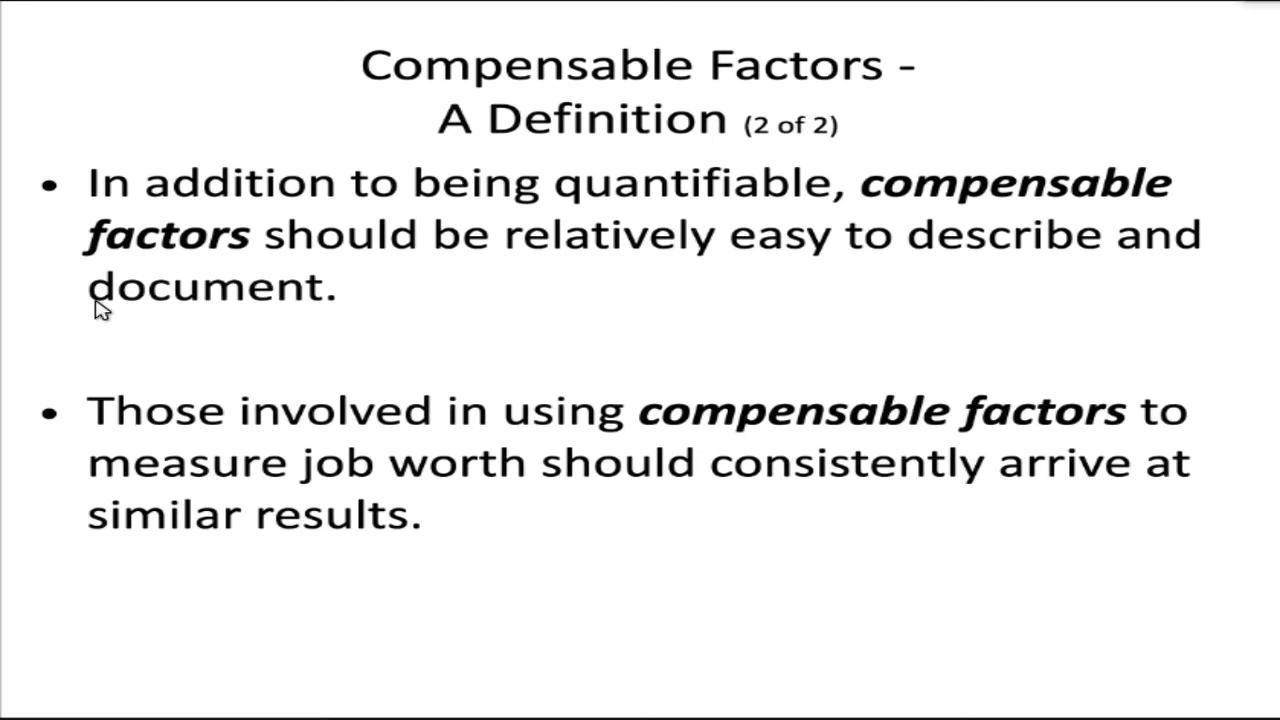 Compensable Factors -
A Definition (2 of 2)
• In addition to being quantifiable, compensable
factors should be relatively easy to describe and
document.
• Those involved in using compensable factors to
measure job worth should consistently arrive at
similar results.